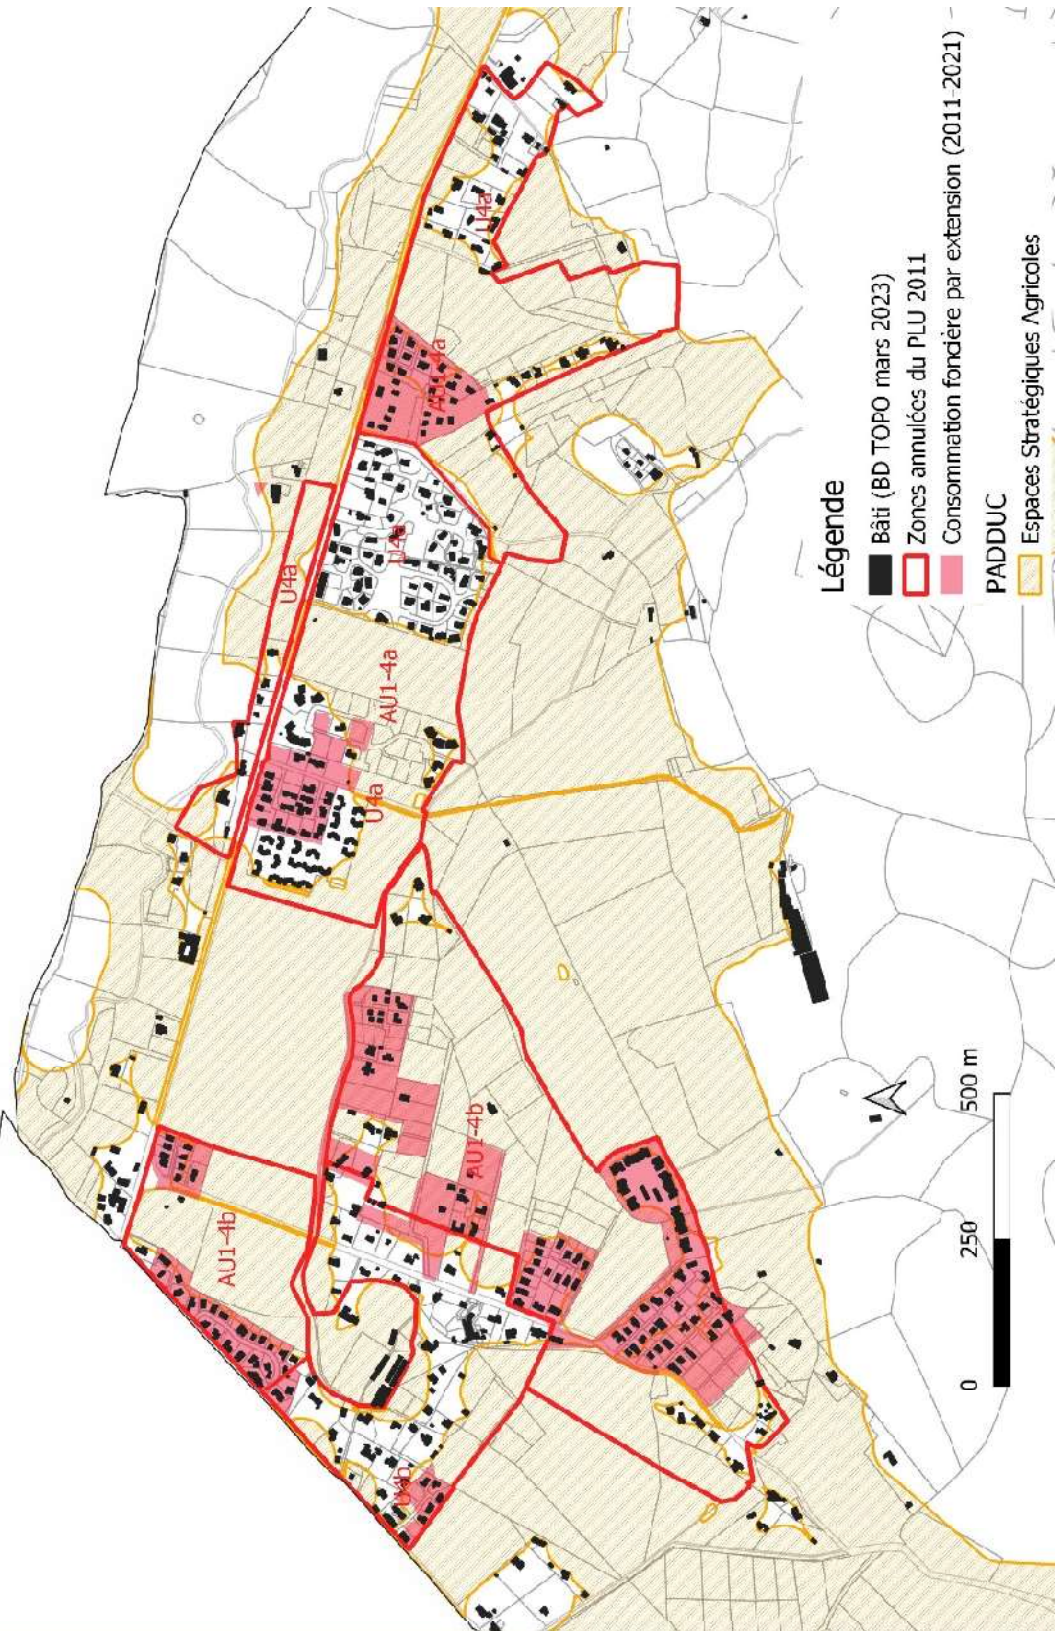 U4a
AU1-4a
U4a
U4a
AU1-4a
U4a
AU1-4b
AU1-4b
U4b
Légende
Bâti (BD TOPO mars 2023)
Zones annulées du PLU 2011
Consommation foncière par extension (2011-2021)
PADDUC
Espaces Stratégiques Agricoles
0 250 500 m